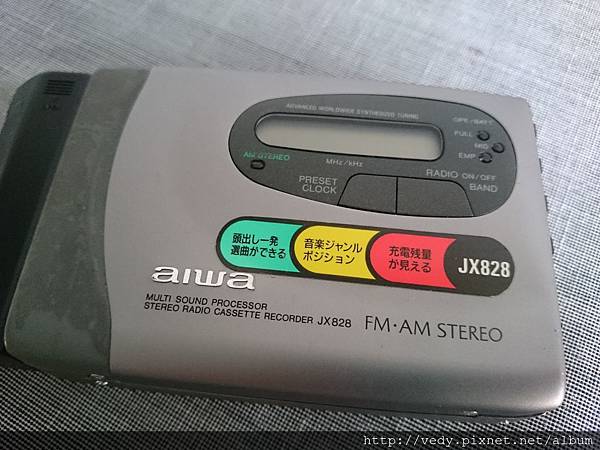 ADVANCED WORLDWIDE SYNTHESIZED TUNING
OPE/BATT
FULL
MID
EMP
AM STEREO
MHz/kHz
PRESET
CLOCK
RADIO ON/OFF
BAND
頭出し一発
選曲ができる
音楽ジャンル
ポジション
充電残量
が見える
JX828
aiwa
MULTI SOUND PROCESSOR
STEREO RADIO CASSETTE RECORDER JX828
FM·AM STEREO
http://vedy.pixnet.net/album